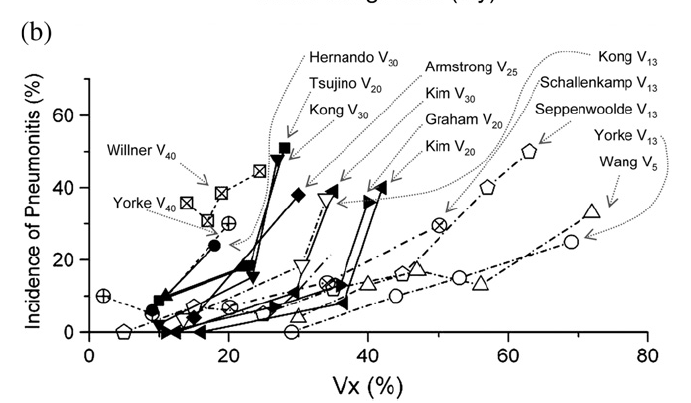 (b)
Hernando V30
Tsujino V20
Kong V30
Armstrong V25
Kim V30
Graham V20
Kim V20
Kong V13
Schallenkamp V13
Seppenwoolde V13
Yorke V13
Wang V5
Willner V40
Yorke V40
Incidence of Pneumonitis (%)
60
40
20
0
0 20 40 60 80
Vx (%)